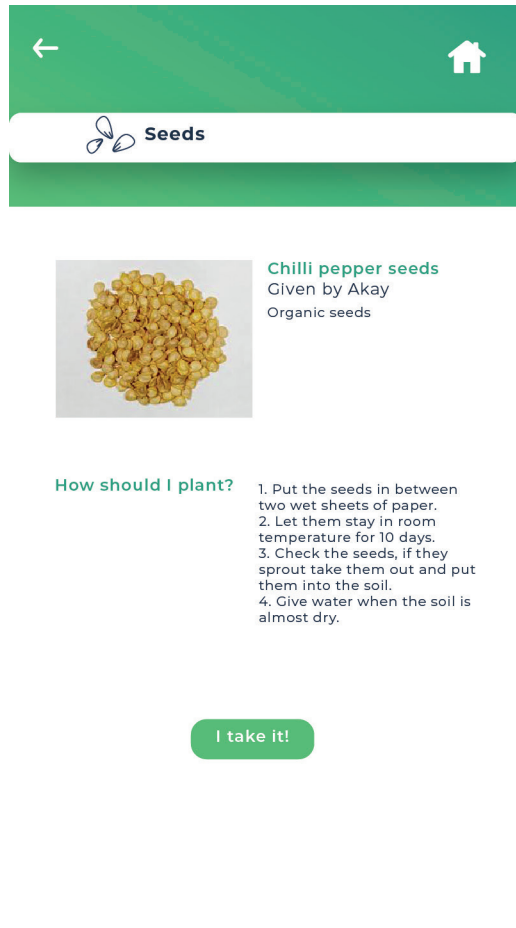 Seeds
Chilli pepper seeds
Given by Akay
Organic seeds
How should I plant?
1. Put the seeds in between
two wet sheets of paper.
2. Let them stay in room
temperature for 10 days.
3. Check the seeds, if they
sprout take them out and put
them into the soil.
4. Give water when the soil is
almost dry.
I take it!